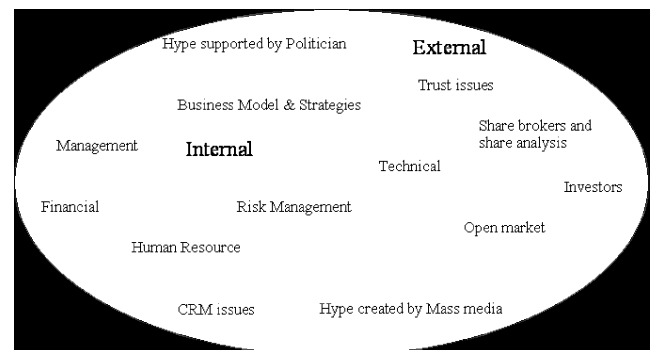 Hype supported by Politician
External
Trust issues
Business Model & Strategies
Share brokers and
share analysis
Management
Internal
Technical
Investors
Financial
Risk Management
Open market
Human Resource
CRM issues
Hype created by Mass media